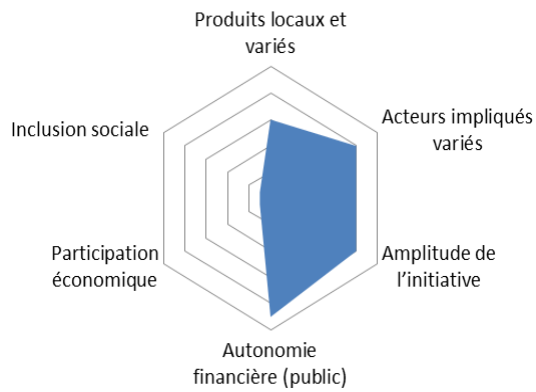 Produits locaux et
variés
Acteurs impliqués
variés
Amplitude de
l’initiative
Autonomie
financière (public)
Participation
économique
Inclusion sociale